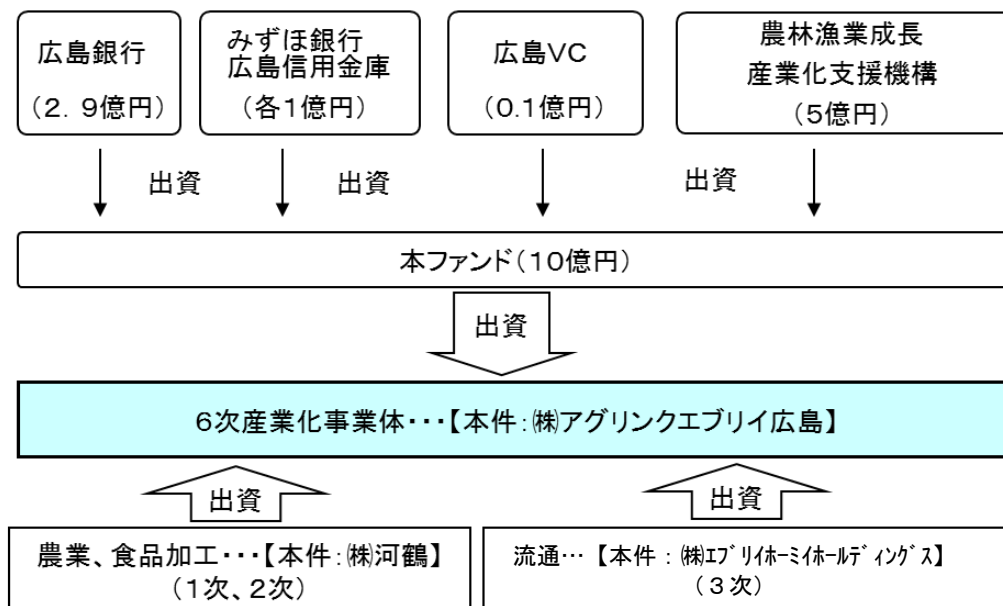 広島銀行
(2. 9億円)
みずほ銀行
広島信用金庫
(各1億円)
広島VC
(0.1億円)
農林漁業成長
産業化支援機構
(5億円)
出資
出資
出資
本ファンド(10億円)
出資
6次産業化事業体・・・【本件:㈱アグリンクエブリイ広島】
出資
出資
農業、食品加工・・・【本件:㈱河鶴】
(1次、2次)
流通…【本件:㈱ｴﾌﾞﾘｲﾎｰﾐｲﾎｰﾙﾃﾞｨﾝｸﾞｽ】
(3次)